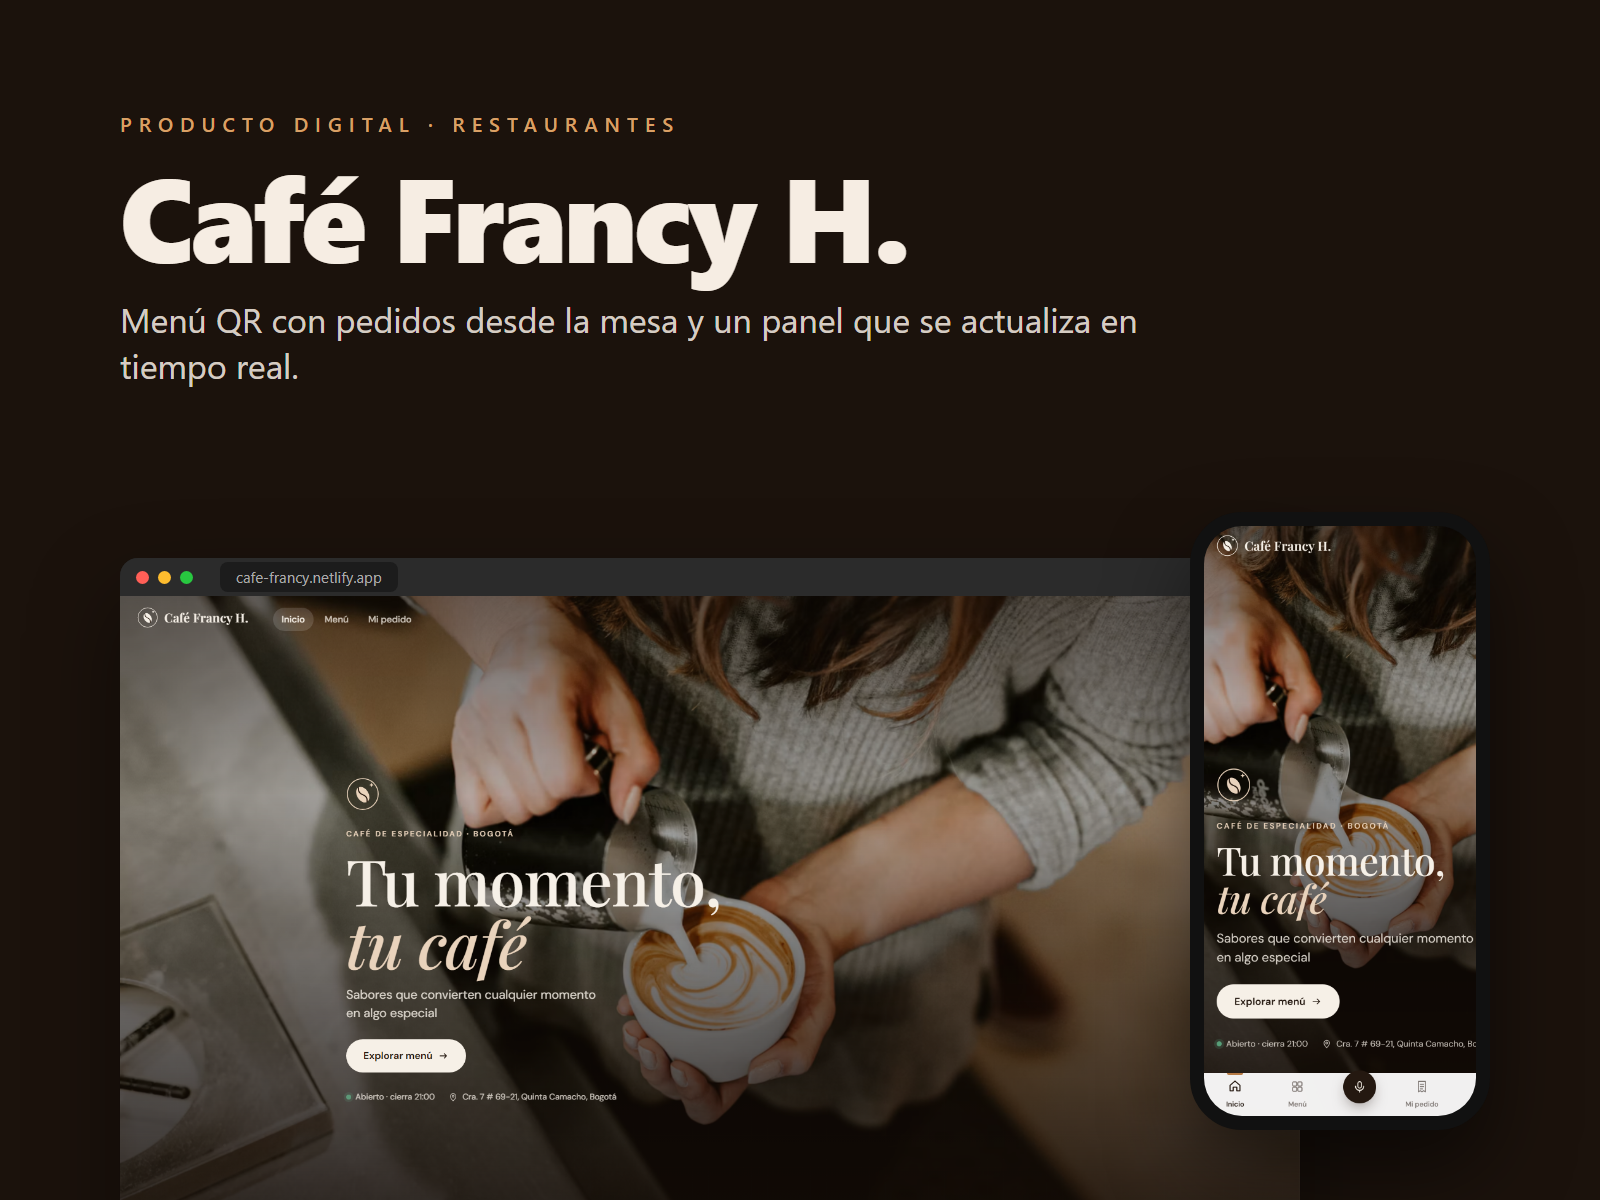 PRODUCTO DIGITAL · RESTAURANTES
Café Francy H.
Menú QR con pedidos desde la mesa y un panel que se actualiza en
tiempo real.
cafe-francy.netlify.app
Café Francy H.
Inicio
Menú
Mi pedido
CAFÉ DE ESPECIALIDAD · BOGOTÁ
Tu momento,
tu café
Sabores que convierten cualquier momento
en algo especial
Explorar menú →
Abierto · cierra 21:00
Cra. 7 # 69-21, Quinta Camacho, Bogotá
Café Francy H.
CAFÉ DE ESPECIALIDAD · BOGOTÁ
Tu momento,
tu café
Sabores que convierten cualquier momento
en algo especial
Explorar menú →
Abierto · cierra 21:00
Cra. 7 # 69-21, Quinta Camacho, Bo
Inicio
Menú
Mi pedido